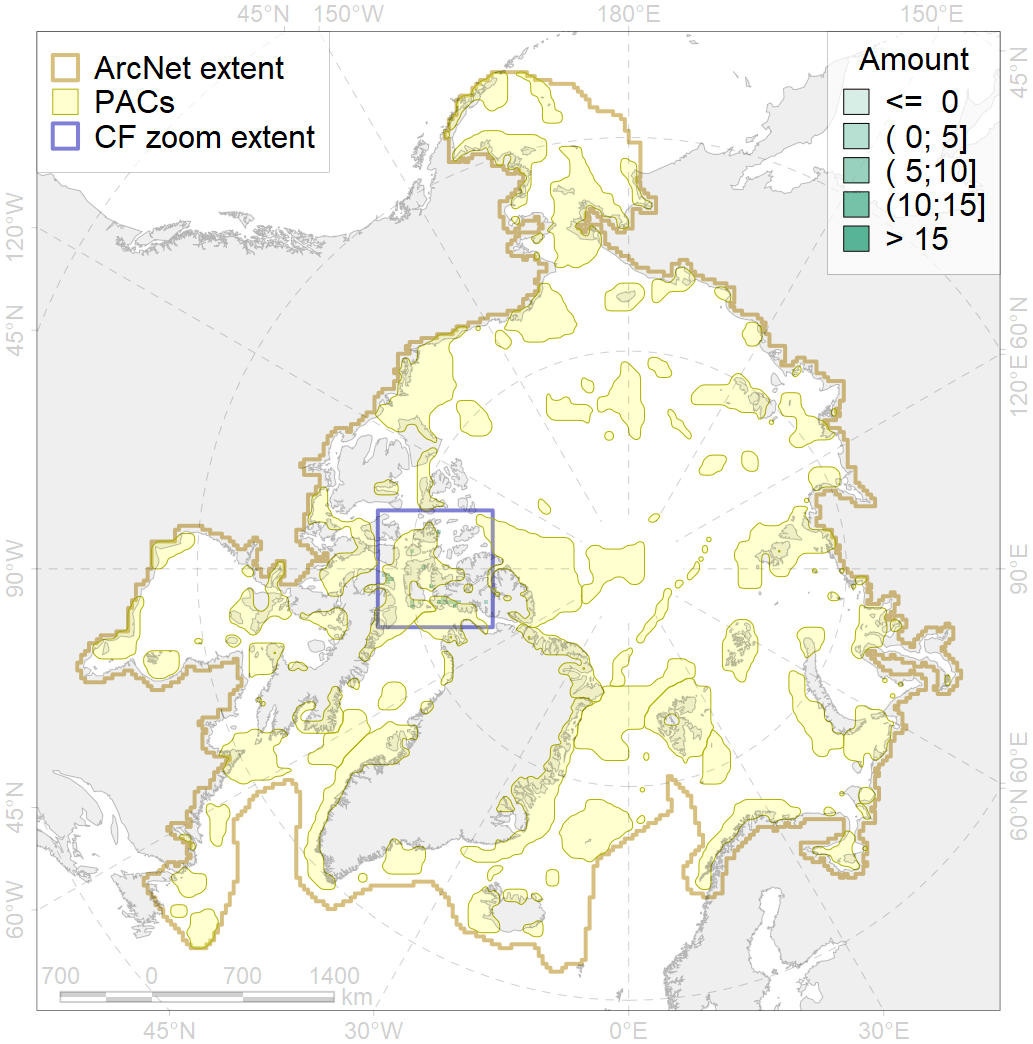 45°N 150°W 180°E 150°E
ArcNet extent
PACs
CF zoom extent
Amount
<= 0
( 0; 5]
( 5;10]
(10;15]
> 15
45°N
120°W
45°N
60°N
120°E
90°W
90°E
45°N
60°E
60°N
60°W
700 0 700 1400
km
45°N 30°W 0°E 30°E